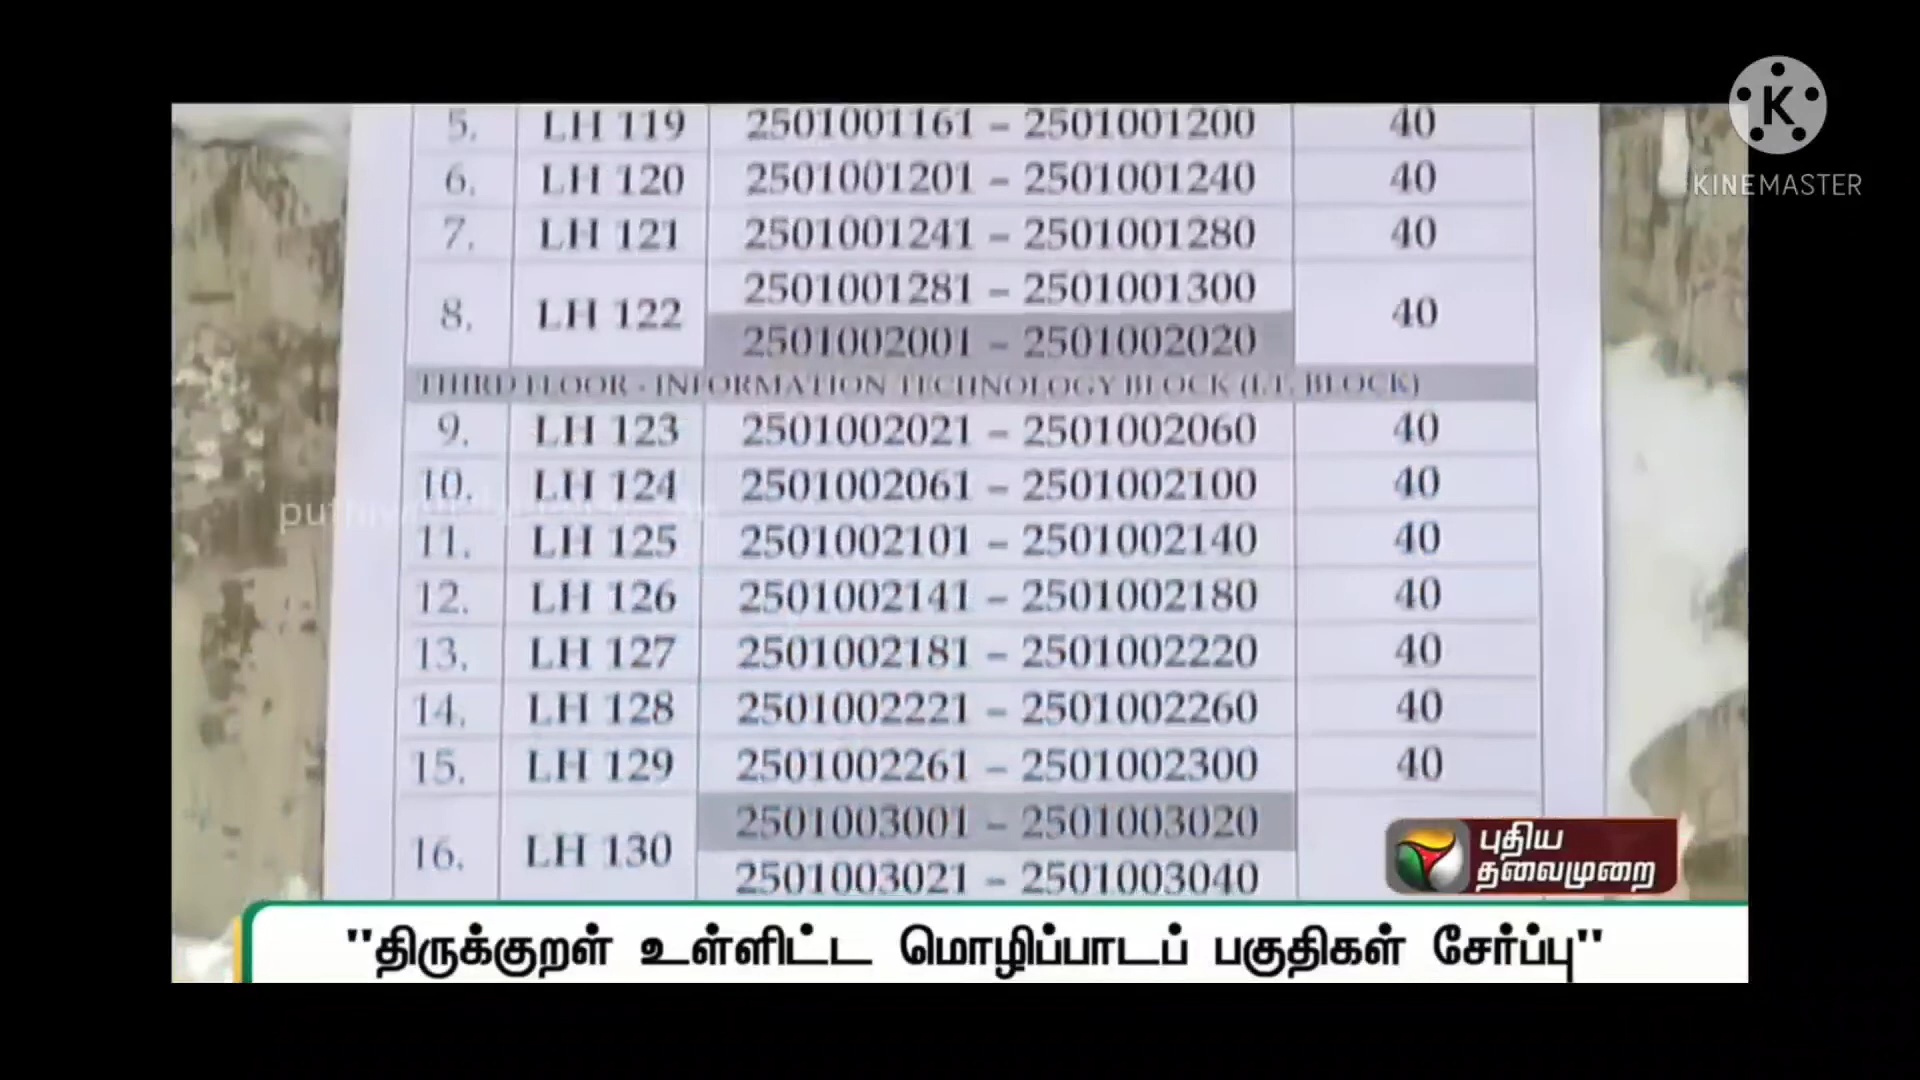 K
KINEMASTER
5. LH 119 2501001161 – 2501001200 40
6. LH 120 2501001201 – 2501001240 40
7. LH 121 2501001241 – 2501001280 40
8. LH 122 2501001281 – 2501001300 40
2501002001 – 2501002020
THIRD FLOOR - INFORMATION TECHNOLOGY BLOCK (I.T. BLOCK)
9. LH 123 2501002021 – 2501002060 40
10. LH 124 2501002061 – 2501002100 40
11. LH 125 2501002101 – 2501002140 40
12. LH 126 2501002141 – 2501002180 40
13. LH 127 2501002181 – 2501002220 40
14. LH 128 2501002221 – 2501002260 40
15. LH 129 2501002261 – 2501002300 40
16. LH 130 2501003001 – 2501003020
2501003021 – 2501003040
புதிய
தலைமுறை
"திருக்குறள் உள்ளிட்ட மொழிப்பாடப் பகுதிகள் சேர்ப்பு"